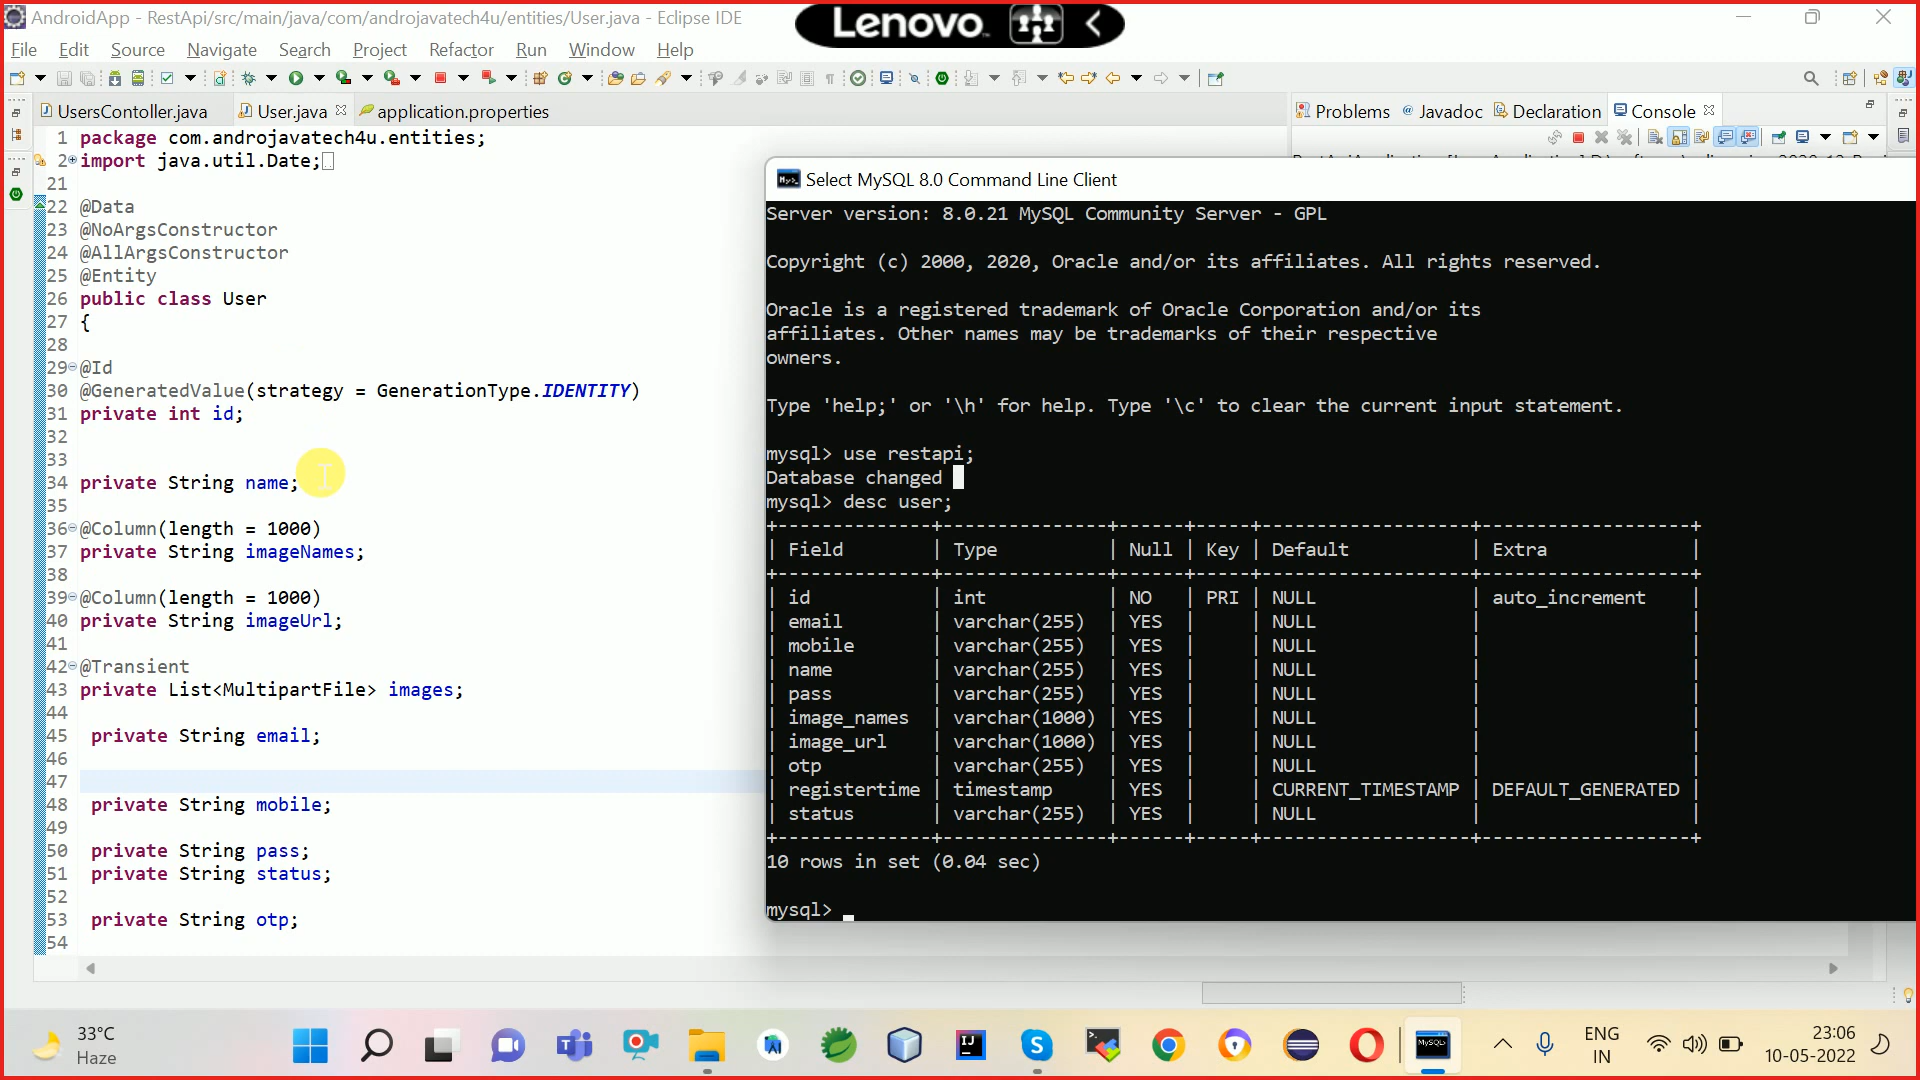 AndroidApp - RestApi/src/main/java/com/androjavatech4u/entities/User.java - Eclipse IDE
Lenovo
File Edit Source Navigate Search Project Refactor Run Window Help
UsersContoller.java User.java application.properties
Problems Javadoc Declaration Console
1 package com.androjavatech4u.entities;
2 import java.util.Date;
21
22 @Data
23 @NoArgsConstructor
24 @AllArgsConstructor
25 @Entity
26 public class User
27 {
28
29 @Id
30 @GeneratedValue(strategy = GenerationType.IDENTITY)
31 private int id;
32
33
34 private String name;
35
36 @Column(length = 1000)
37 private String imageNames;
38
39 @Column(length = 1000)
40 private String imageUrl;
41
42 @Transient
43 private List<MultipartFile> images;
44
45 private String email;
46
47
48 private String mobile;
49
50 private String pass;
51 private String status;
52
53 private String otp;
54
Select MySQL 8.0 Command Line Client
Server version: 8.0.21 MySQL Community Server - GPL
Copyright (c) 2000, 2020, Oracle and/or its affiliates. All rights reserved.
Oracle is a registered trademark of Oracle Corporation and/or its
affiliates. Other names may be trademarks of their respective
owners.
Type 'help;' or '\h' for help. Type '\c' to clear the current input statement.
mysql> use restapi;
Database changed
mysql> desc user;
+---------------+---------------+------+-----+-------------------+-------------------+
| Field | Type | Null | Key | Default | Extra |
+---------------+---------------+------+-----+-------------------+-------------------+
| id | int | NO | PRI | NULL | auto_increment |
| email | varchar(255) | YES | | NULL | |
| mobile | varchar(255) | YES | | NULL | |
| name | varchar(255) | YES | | NULL | |
| pass | varchar(255) | YES | | NULL | |
| image_names | varchar(1000) | YES | | NULL | |
| image_url | varchar(1000) | YES | | NULL | |
| otp | varchar(255) | YES | | NULL | |
| registertime | timestamp | YES | | CURRENT_TIMESTAMP | DEFAULT_GENERATED |
| status | varchar(255) | YES | | NULL | |
+---------------+---------------+------+-----+-------------------+-------------------+
10 rows in set (0.04 sec)
mysql>
33°C
Haze
ENG
IN
23:06
10-05-2022